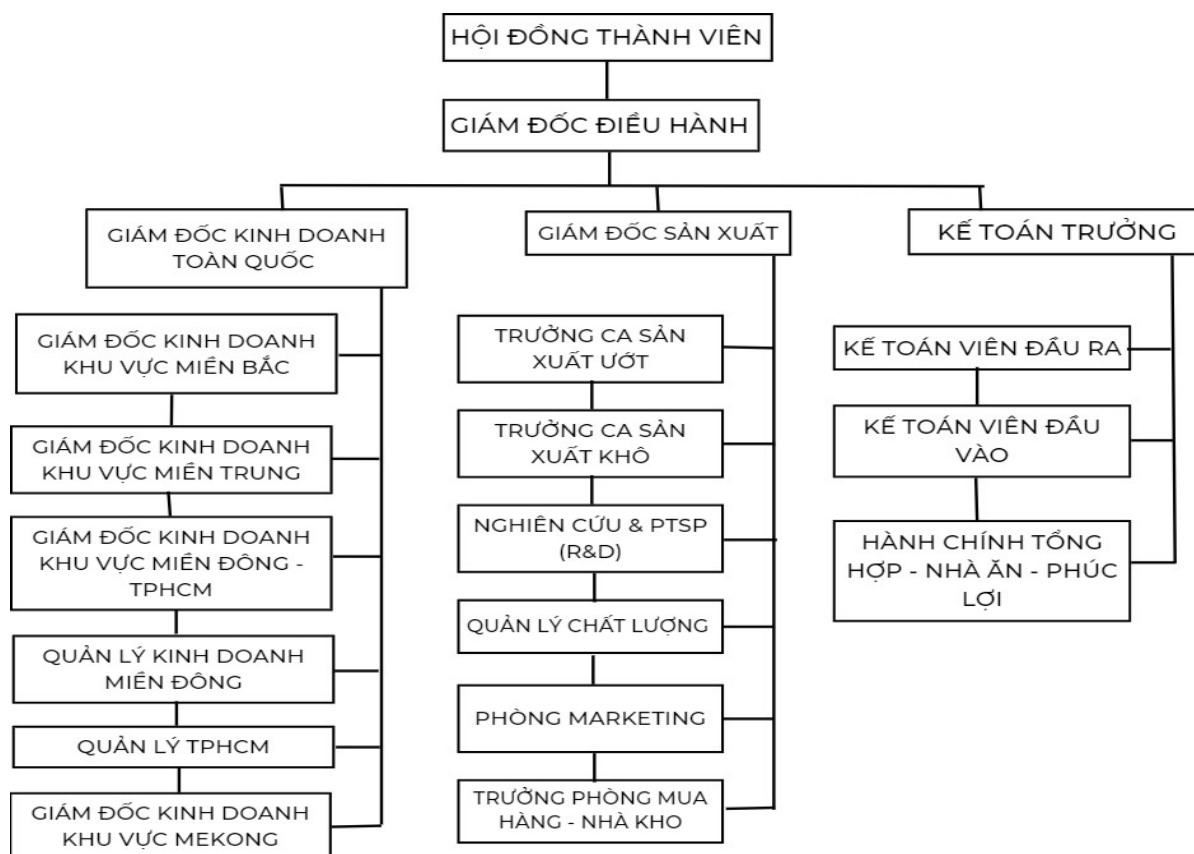 HỘI ĐỒNG THÀNH VIÊN
GIÁM ĐỐC ĐIỀU HÀNH
GIÁM ĐỐC KINH DOANH
TOÀN QUỐC
GIÁM ĐỐC KINH DOANH
KHU VỰC MIỀN BẮC
GIÁM ĐỐC KINH DOANH
KHU VỰC MIỀN TRUNG
GIÁM ĐỐC KINH DOANH
KHU VỰC MIỀN ĐÔNG -
TPHCM
QUẢN LÝ KINH DOANH
MIỀN ĐÔNG
QUẢN LÝ TPHCM
GIÁM ĐỐC KINH DOANH
KHU VỰC MEKONG
GIÁM ĐỐC SẢN XUẤT
TRƯỞNG CA SẢN
XUẤT ƯỚT
TRƯỞNG CA SẢN
XUẤT KHÔ
NGHIÊN CỨU & PTSP
(R&D)
QUẢN LÝ CHẤT LƯỢNG
PHÒNG MARKETING
TRƯỞNG PHÒNG MUA
HÀNG - NHÀ KHO
KẾ TOÁN TRƯỞNG
KẾ TOÁN VIÊN ĐẦU RA
KẾ TOÁN VIÊN ĐẦU
VÀO
HÀNH CHÍNH TỔNG
HỢP - NHÀ ĂN - PHÚC
LỢI